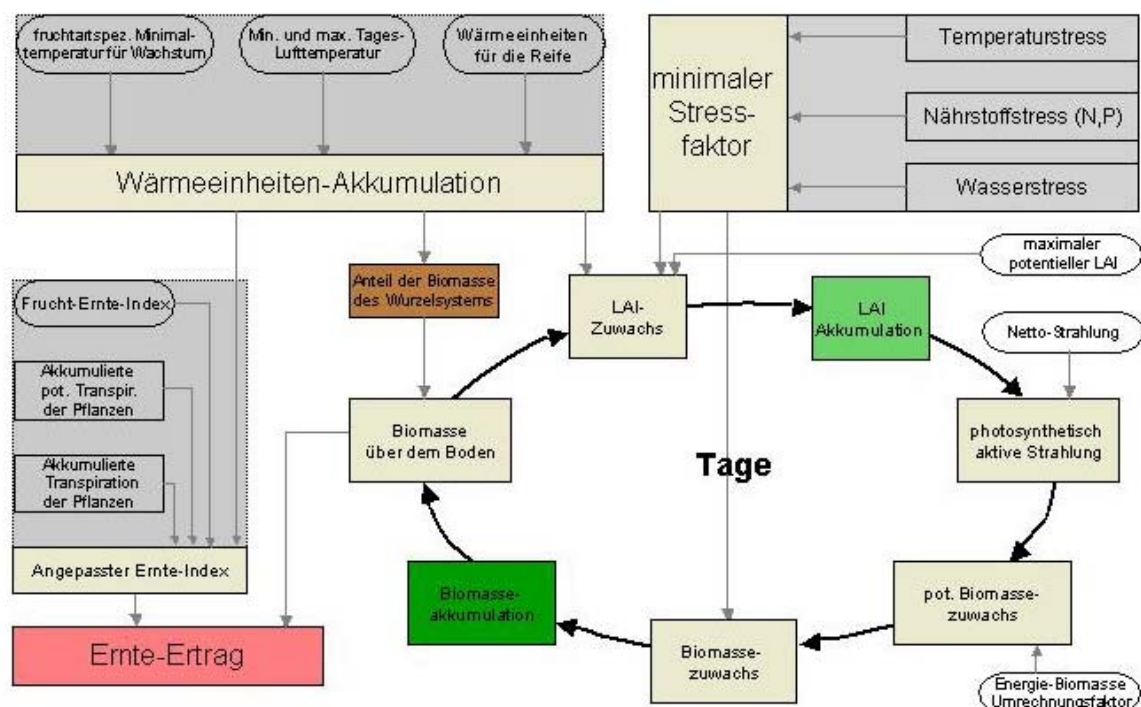 fruchtartspez. Minimal-
temperatur für Wachstum
Min. und max. Tages-
Lufttemperatur
Wärmeeinheiten
für die Reife
Wärmeeinheiten-Akkumulation
minimaler
Stress-
faktor
Temperaturstress
Nährstoffstress (N,P)
Wasserstress
maximaler
potentieller LAI
Anteil der Biomasse
des Wurzelsystems
LAI-
Zuwachs
LAI
Akkumulation
Netto-Strahlung
Frucht-Ernte-Index
Akkumulierte
pot. Transpir.
der Pflanzen
Akkumulierte
Transpiration
der Pflanzen
Biomasse
über dem Boden
Tage
photosynthetisch
aktive Strahlung
Angepasster Ernte-Index
Biomasse-
akkumulation
pot. Biomasse-
zuwachs
Ernte-Ertrag
Biomasse-
zuwachs
Energie-Biomasse
Umrechnungsfaktor